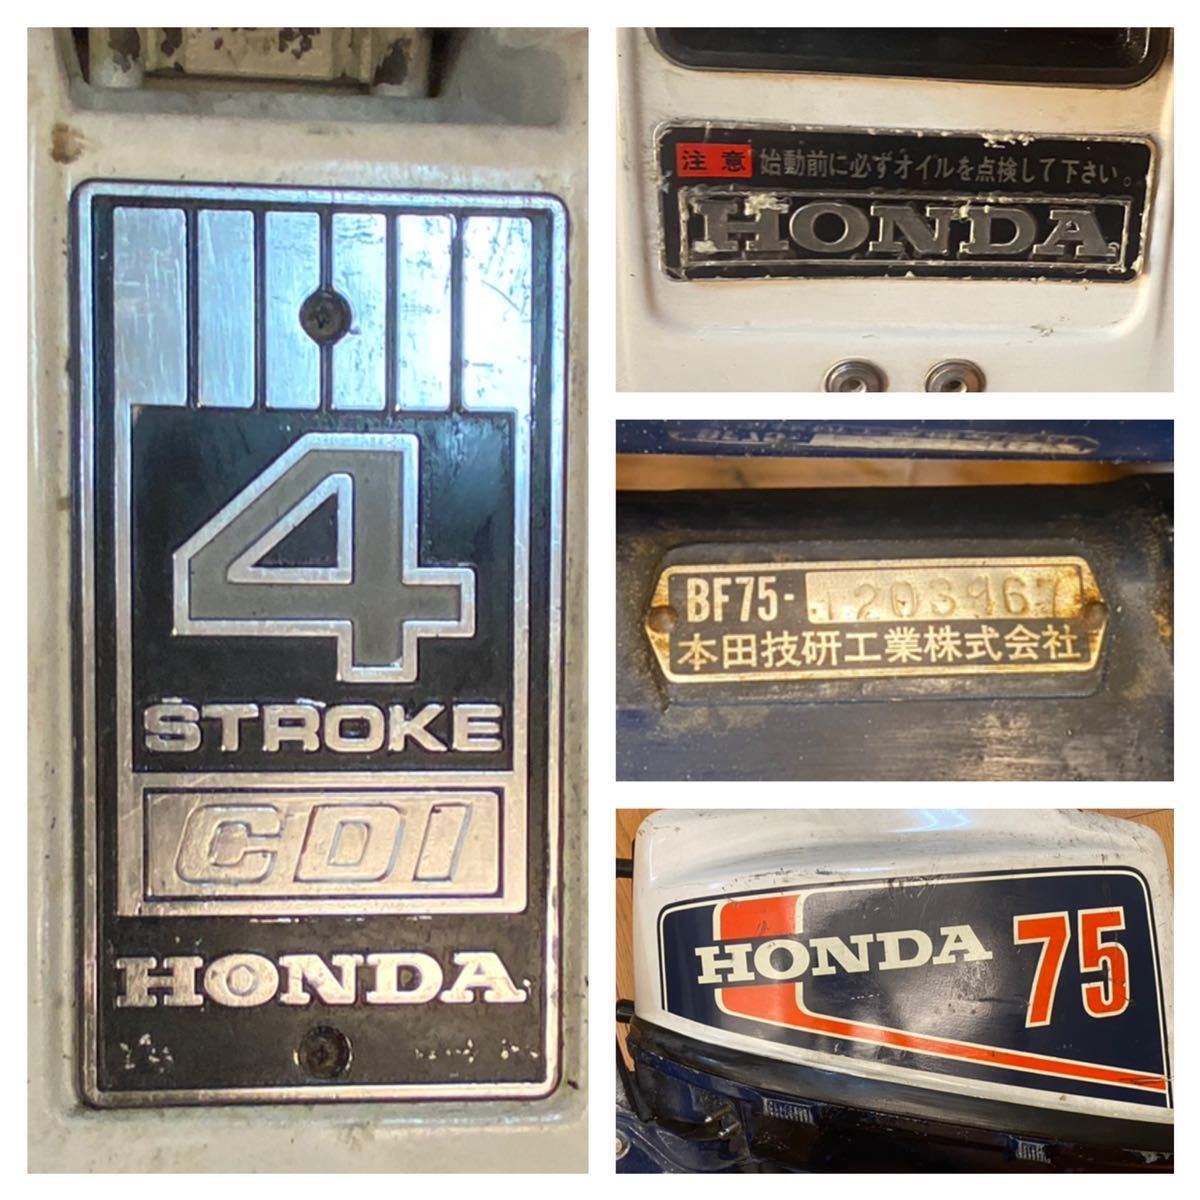 4
STROKE
CDI
HONDA
注意 始動前に必ずオイルを点検して下さい。
HONDA
BF75-1203967
本田技研工業株式会社
HONDA 75